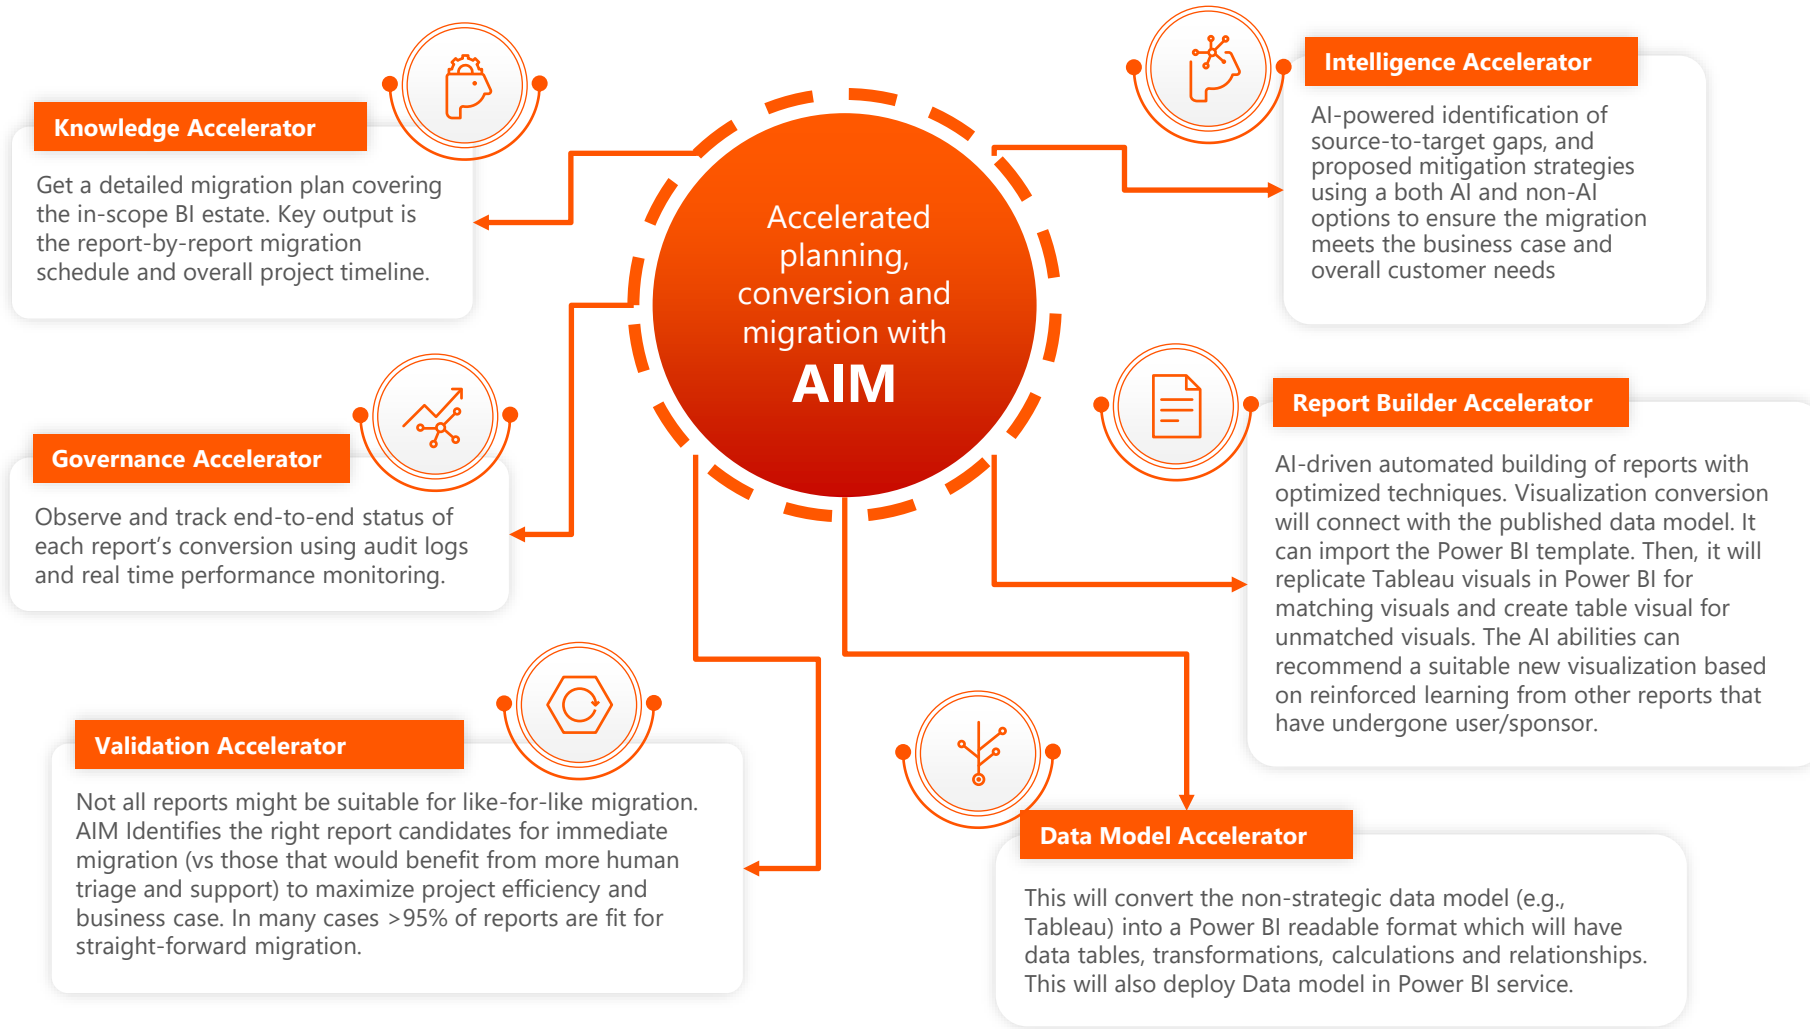 Knowledge Accelerator
Get a detailed migration plan covering
the in-scope BI estate. Key output is
the report-by-report migration
schedule and overall project timeline.
Governance Accelerator
Observe and track end-to-end status of
each report’s conversion using audit logs
and real time performance monitoring.
Validation Accelerator
Not all reports might be suitable for like-for-like migration.
AIM Identifies the right report candidates for immediate
migration (vs those that would benefit from more human
triage and support) to maximize project efficiency and
business case. In many cases >95% of reports are fit for
straight-forward migration.
Accelerated
planning,
conversion and
migration with
AIM
Intelligence Accelerator
AI-powered identification of
source-to-target gaps, and
proposed mitigation strategies
using a both AI and non-AI
options to ensure the migration
meets the business case and
overall customer needs
Report Builder Accelerator
AI-driven automated building of reports with
optimized techniques. Visualization conversion
will connect with the published data model. It
can import the Power BI template. Then, it will
replicate Tableau visuals in Power BI for
matching visuals and create table visual for
unmatched visuals. The AI abilities can
recommend a suitable new visualization based
on reinforced learning from other reports that
have undergone user/sponsor.
Data Model Accelerator
This will convert the non-strategic data model (e.g.,
Tableau) into a Power BI readable format which will have
data tables, transformations, calculations and relationships.
This will also deploy Data model in Power BI service.